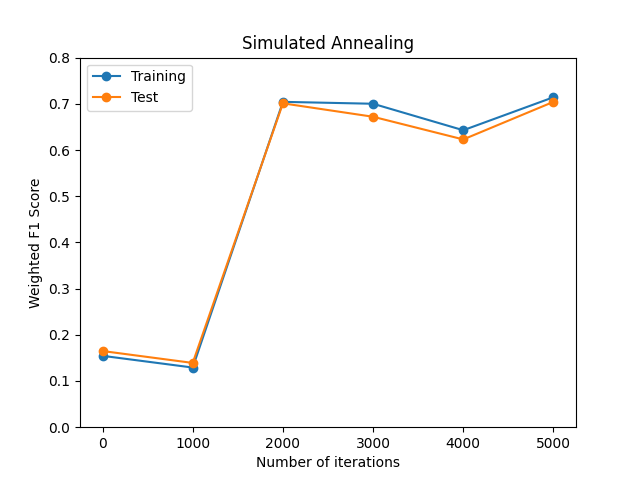 Simulated Annealing
Training
Test
Weighted F1 Score
0.8
0.7
0.6
0.5
0.4
0.3
0.2
0.1
0.0
0 1000 2000 3000 4000 5000
Number of iterations